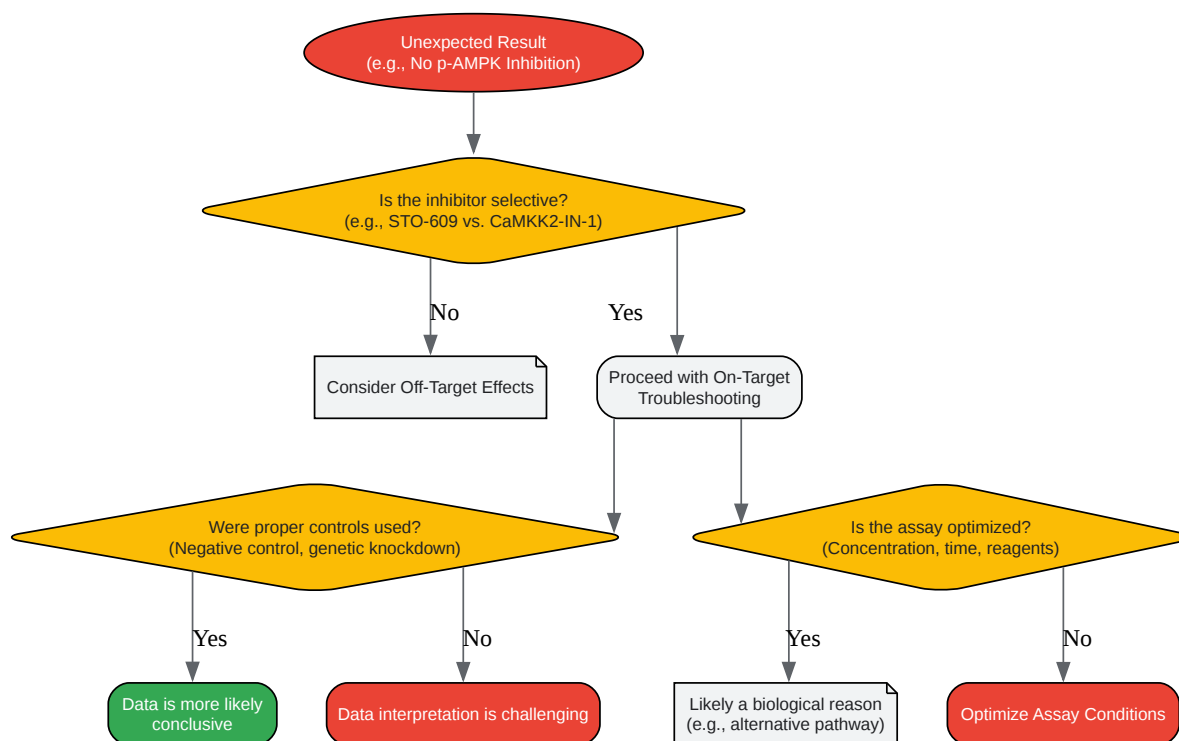 Unexpected Result
(e.g., No p-AMPK Inhibition)
Is the inhibitor selective?
(e.g., STO-609 vs. CaMKK2-IN-1)
No
Yes
Consider Off-Target Effects
Proceed with On-Target
Troubleshooting
Were proper controls used?
(Negative control, genetic knockdown)
Is the assay optimized?
(Concentration, time, reagents)
Yes
No
Yes
No
Data is more likely
conclusive
Data interpretation is challenging
Likely a biological reason
(e.g., alternative pathway)
Optimize Assay Conditions